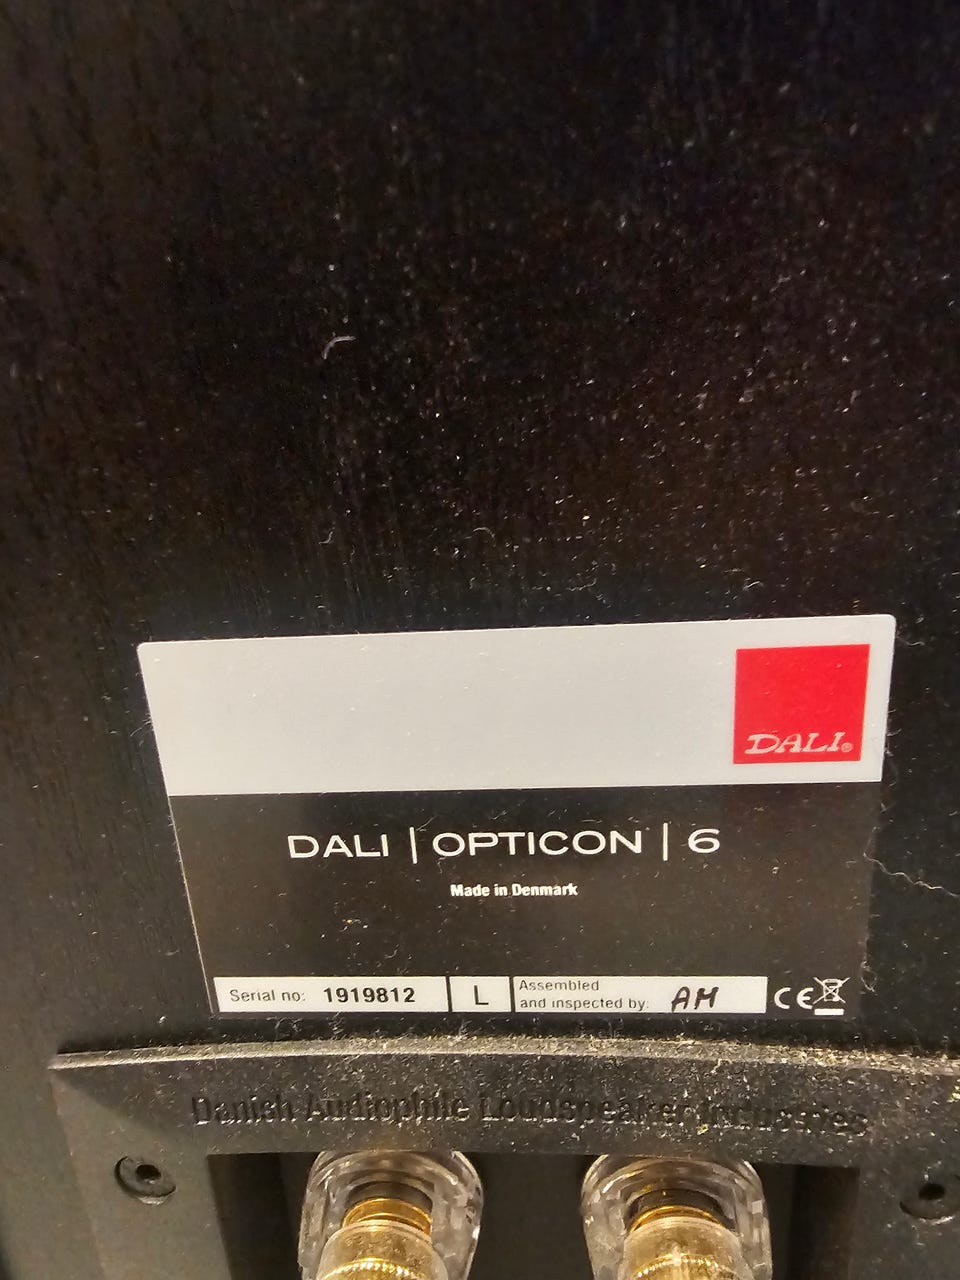 DALI®
DALI | OPTICON | 6
Made in Denmark
Serial no: 1919812
L
Assembled
and inspected by: AM
CE
Danish Audiophile Loudspeaker Industries